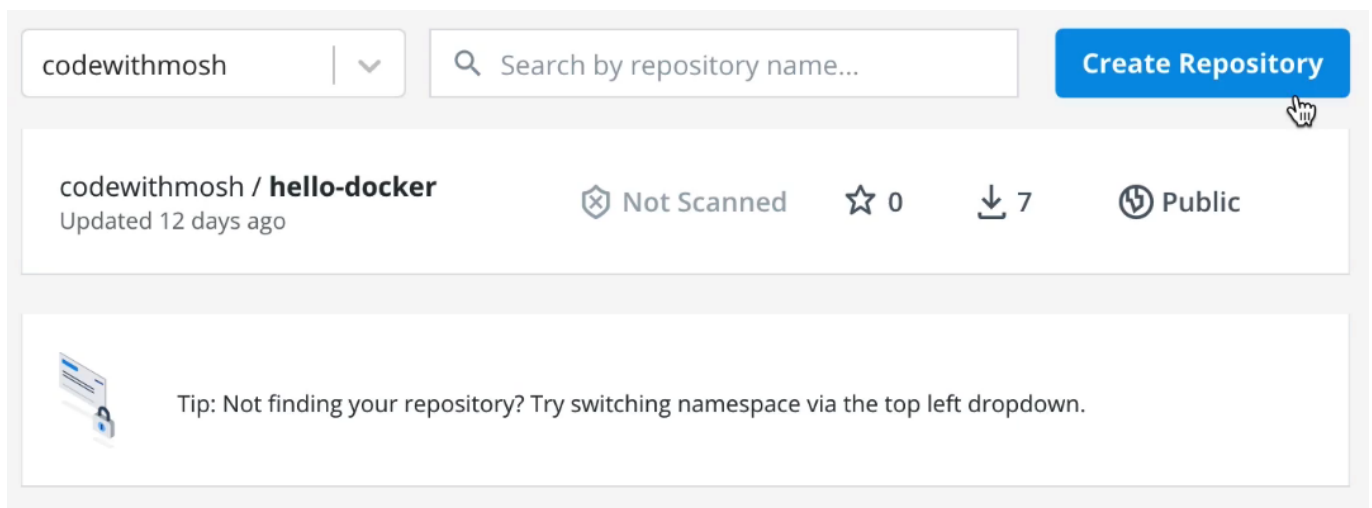 codewithmosh
Search by repository name...
Create Repository
codewithmosh / hello-docker
Updated 12 days ago
Not Scanned
0
7
Public
Tip: Not finding your repository? Try switching namespace via the top left dropdown.